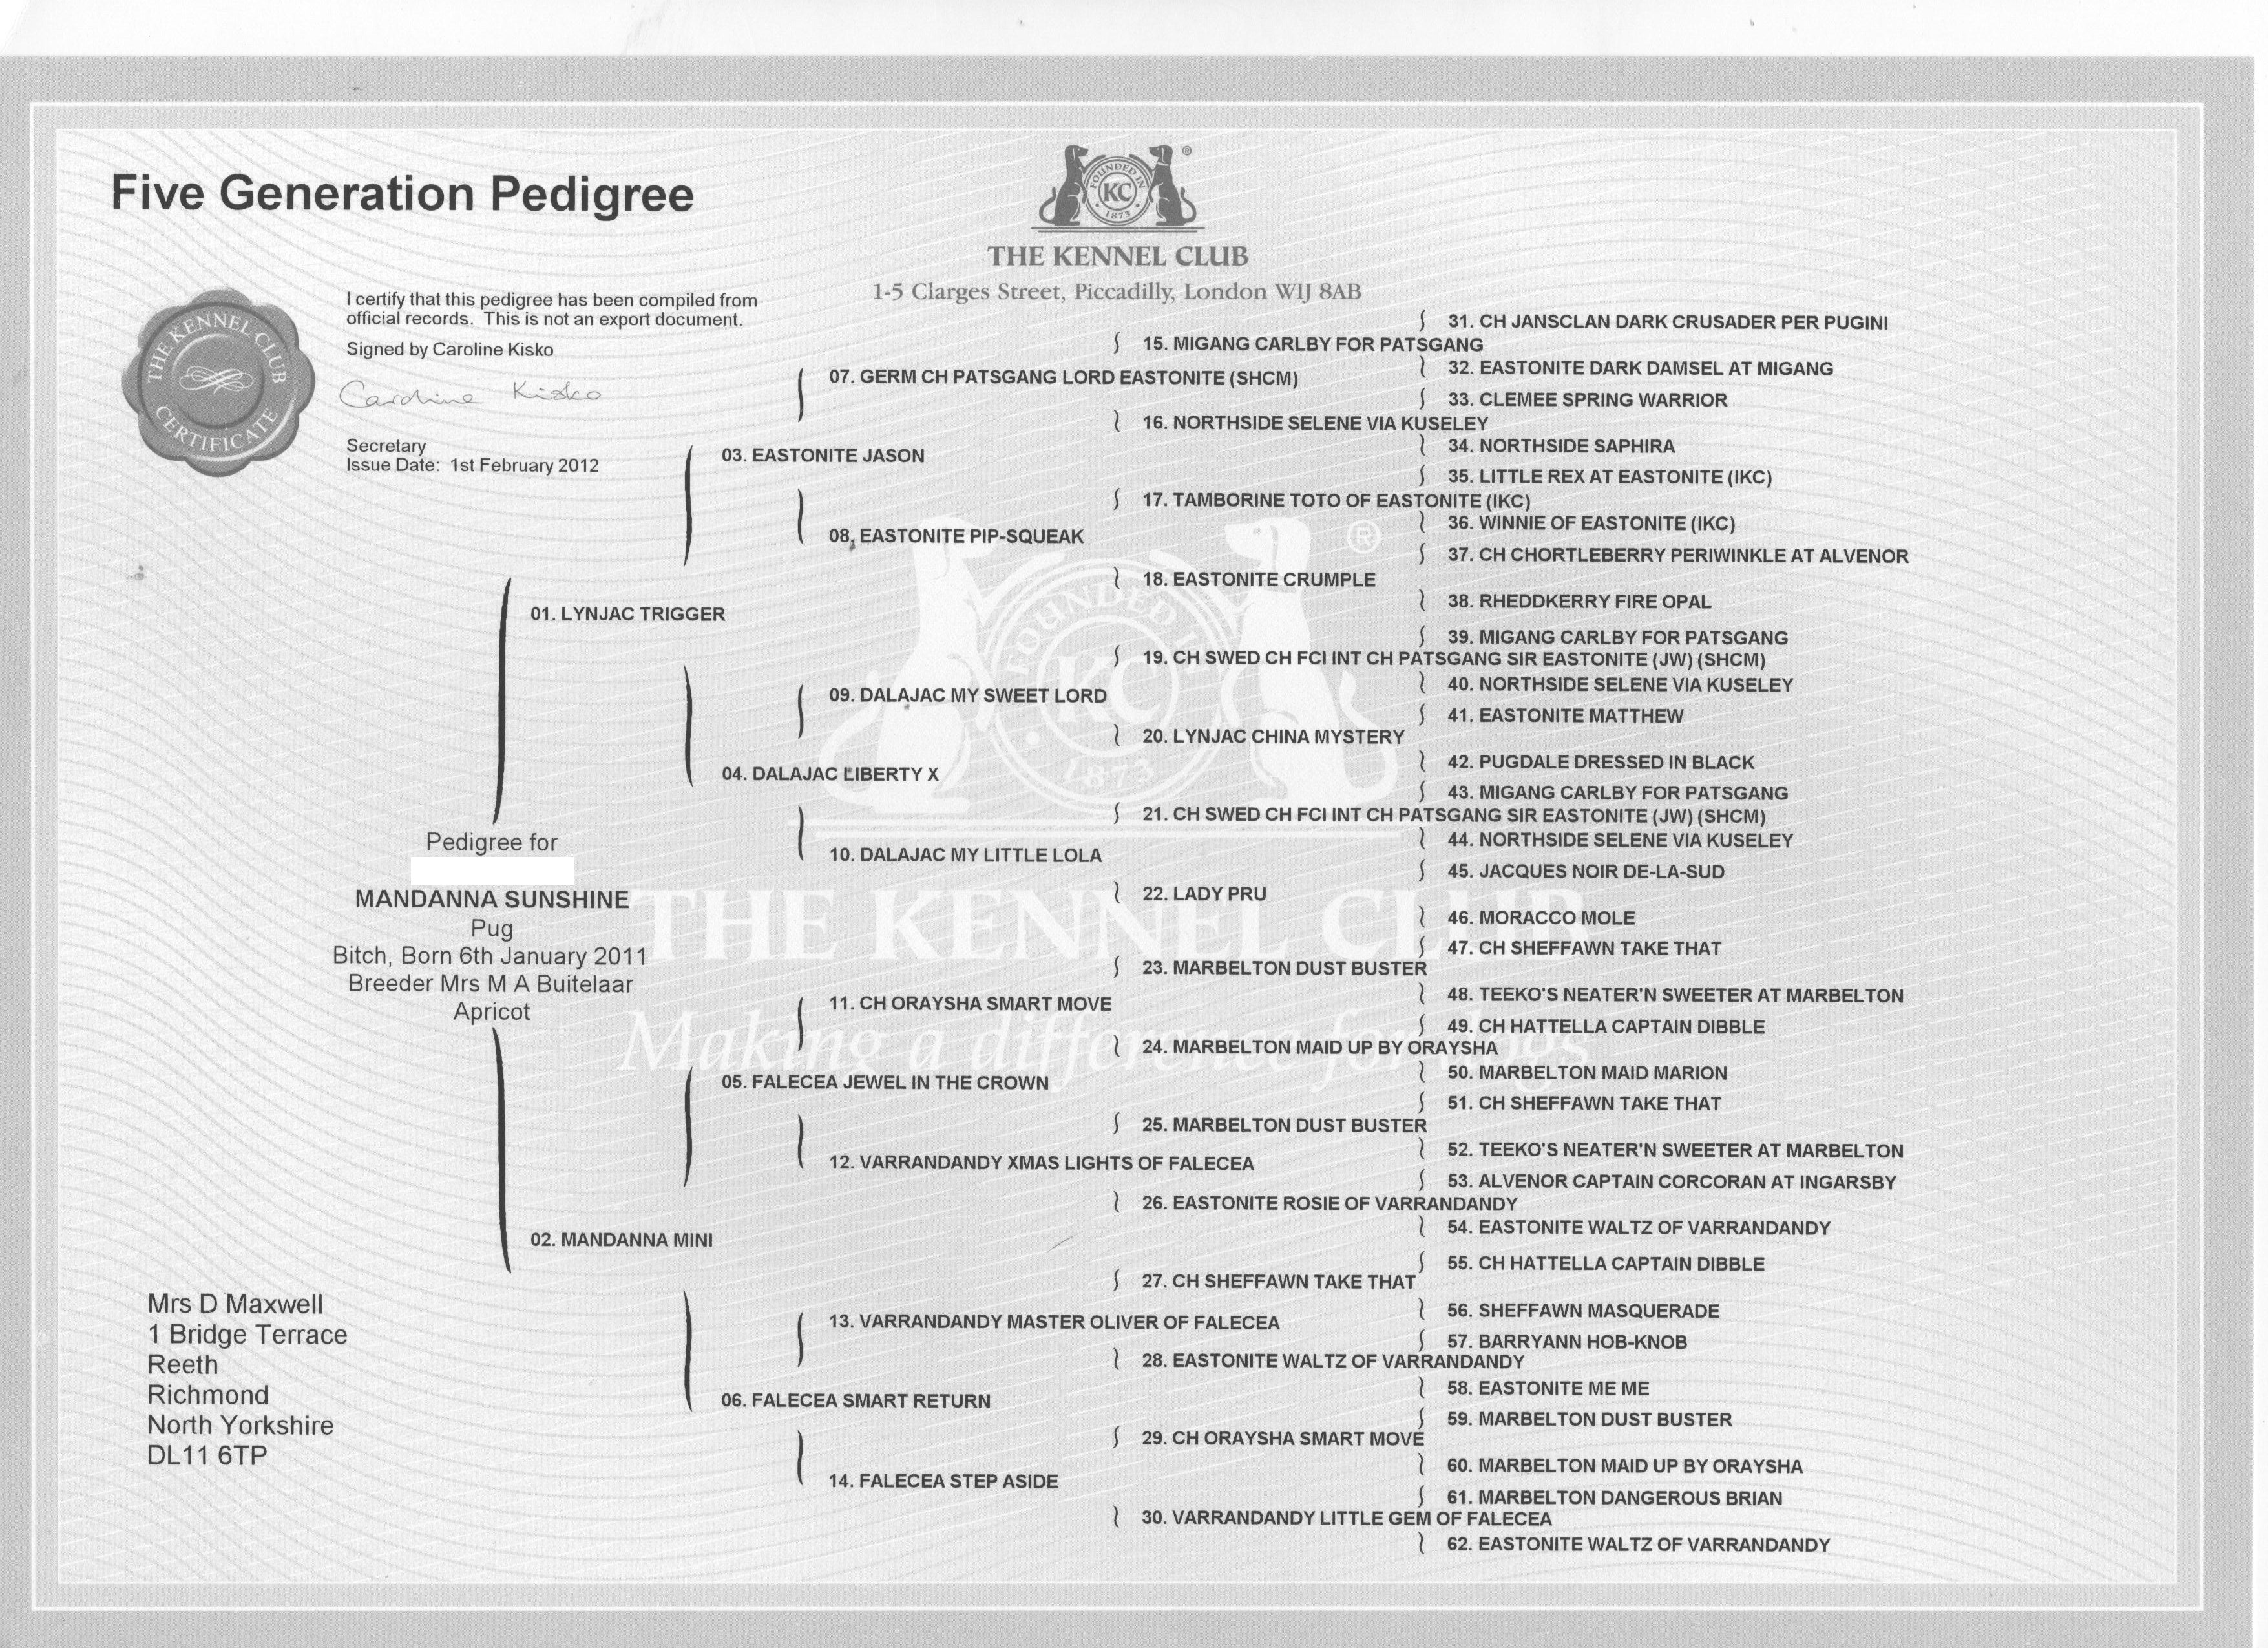 Five Generation Pedigree
FOUNDED IN
KC
1873
®
THE KENNEL CLUB
1-5 Clarges Street, Piccadilly, London WIJ 8AB
THE KENNEL CLUB
CERTIFICATE
I certify that this pedigree has been compiled from
official records. This is not an export document.
Signed by Caroline Kisko
Caroline Kisko
Secretary
Issue Date: 1st February 2012
Pedigree for
MANDANNA SUNSHINE
Pug
Bitch, Born 6th January 2011
Breeder Mrs M A Buitelaar
Apricot
Mrs D Maxwell
1 Bridge Terrace
Reeth
Richmond
North Yorkshire
DL11 6TP
01. LYNJAC TRIGGER
02. MANDANNA MINI
03. EASTONITE JASON
04. DALAJAC LIBERTY X
05. FALECEA JEWEL IN THE CROWN
06. FALECEA SMART RETURN
07. GERM CH PATSGANG LORD EASTONITE (SHCM)
08. EASTONITE PIP-SQUEAK
09. DALAJAC MY SWEET LORD
10. DALAJAC MY LITTLE LOLA
11. CH ORAYSHA SMART MOVE
12. VARRANDANDY XMAS LIGHTS OF FALECEA
13. VARRANDANDY MASTER OLIVER OF FALECEA
14. FALECEA STEP ASIDE
15. MIGANG CARLBY FOR PATSGANG
16. NORTHSIDE SELENE VIA KUSELEY
17. TAMBORINE TOTO OF EASTONITE (IKC)
18. EASTONITE CRUMPLE
19. CH SWED CH FCI INT CH PATSGANG SIR EASTONITE (JW) (SHCM)
20. LYNJAC CHINA MYSTERY
21. CH SWED CH FCI INT CH PATSGANG SIR EASTONITE (JW) (SHCM)
22. LADY PRU
23. MARBELTON DUST BUSTER
24. MARBELTON MAID UP BY ORAYSHA
25. MARBELTON DUST BUSTER
26. EASTONITE ROSIE OF VARRANDANDY
27. CH SHEFFAWN TAKE THAT
28. EASTONITE WALTZ OF VARRANDANDY
29. CH ORAYSHA SMART MOVE
30. VARRANDANDY LITTLE GEM OF FALECEA
31. CH JANSCLAN DARK CRUSADER PER PUGINI
32. EASTONITE DARK DAMSEL AT MIGANG
33. CLEMEE SPRING WARRIOR
34. NORTHSIDE SAPHIRA
35. LITTLE REX AT EASTONITE (IKC)
36. WINNIE OF EASTONITE (IKC)
37. CH CHORTLEBERRY PERIWINKLE AT ALVENOR
38. RHEDDKERRY FIRE OPAL
39. MIGANG CARLBY FOR PATSGANG
40. NORTHSIDE SELENE VIA KUSELEY
41. EASTONITE MATTHEW
42. PUGDALE DRESSED IN BLACK
43. MIGANG CARLBY FOR PATSGANG
44. NORTHSIDE SELENE VIA KUSELEY
45. JACQUES NOIR DE-LA-SUD
46. MORACCO MOLE
47. CH SHEFFAWN TAKE THAT
48. TEEKO'S NEATER'N SWEETER AT MARBELTON
49. CH HATTELLA CAPTAIN DIBBLE
50. MARBELTON MAID MARION
51. CH SHEFFAWN TAKE THAT
52. TEEKO'S NEATER'N SWEETER AT MARBELTON
53. ALVENOR CAPTAIN CORCORAN AT INGARSBY
54. EASTONITE WALTZ OF VARRANDANDY
55. CH HATTELLA CAPTAIN DIBBLE
56. SHEFFAWN MASQUERADE
57. BARRYANN HOB-KNOB
58. EASTONITE ME ME
59. MARBELTON DUST BUSTER
60. MARBELTON MAID UP BY ORAYSHA
61. MARBELTON DANGEROUS BRIAN
62. EASTONITE WALTZ OF VARRANDANDY
FOUNDED IN
KC
1873
®
THE KENNEL CLUB
Making a difference for dogs